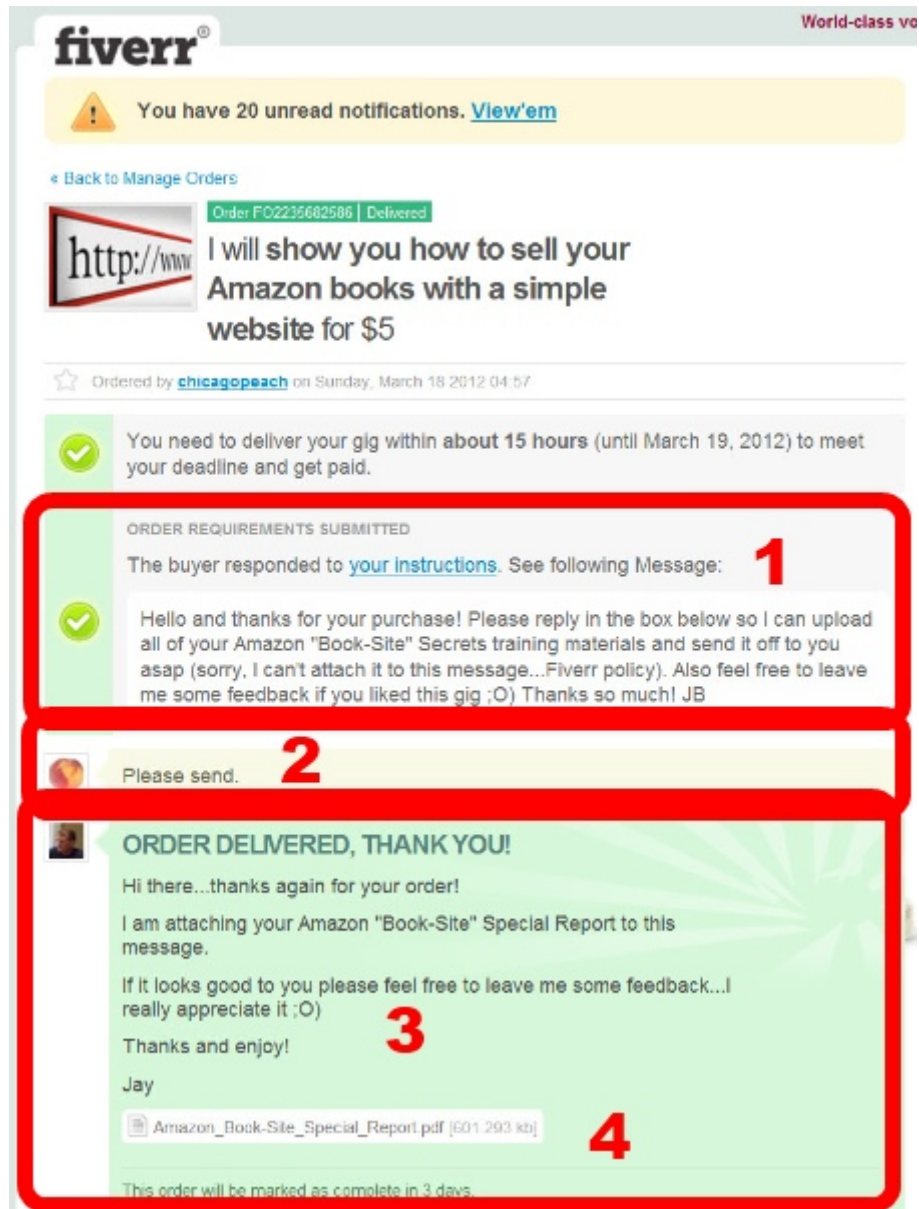 World-class vo
fiverr®
You have 20 unread notifications. View'em
« Back to Manage Orders
http://www
Order FO2235682586 | Delivered
I will show you how to sell your
Amazon books with a simple
website for $5
Ordered by chicagopeach on Sunday, March 18 2012 04:57
You need to deliver your gig within about 15 hours (until March 19, 2012) to meet
your deadline and get paid.
ORDER REQUIREMENTS SUBMITTED
The buyer responded to your instructions. See following Message:
1
Hello and thanks for your purchase! Please reply in the box below so I can upload
all of your Amazon "Book-Site" Secrets training materials and send it off to you
asap (sorry, I can't attach it to this message...Fiverr policy). Also feel free to leave
me some feedback if you liked this gig ;O) Thanks so much! JB
2
Please send.
ORDER DELIVERED, THANK YOU!
Hi there...thanks again for your order!
I am attaching your Amazon "Book-Site" Special Report to this
message.
If it looks good to you please feel free to leave me some feedback...I
really appreciate it ;O)
3
Thanks and enjoy!
Jay
Amazon_Book-Site_Special_Report.pdf [601.293 kb]
4
This order will be marked as complete in 3 days.